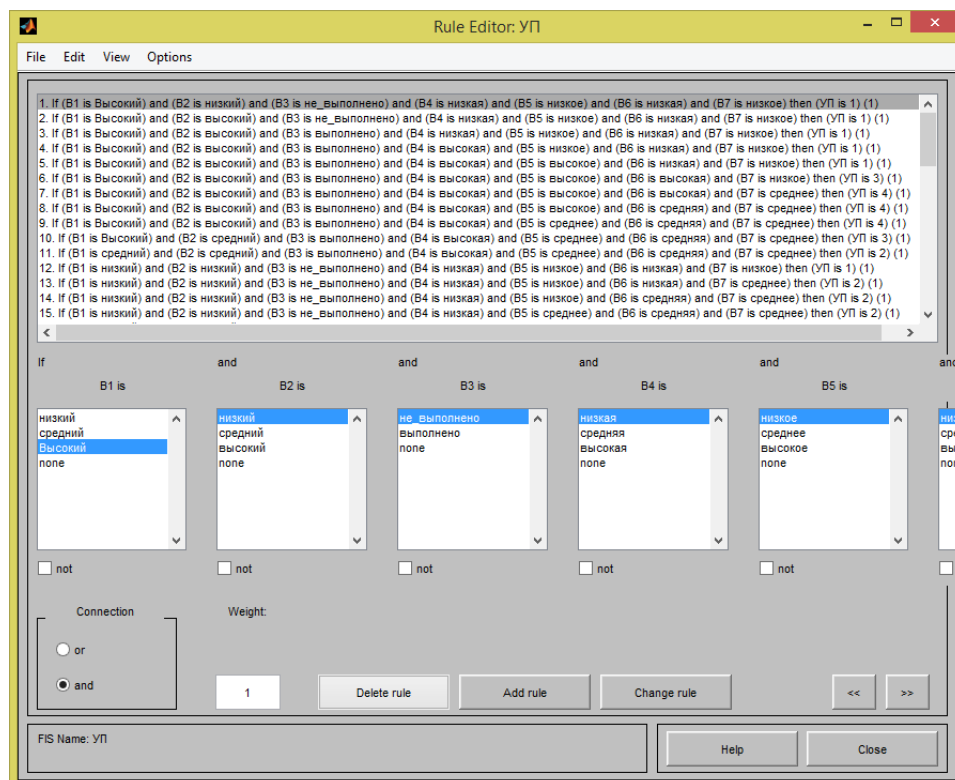 Rule Editor: УП
File Edit View Options
1. If (B1 is Высокий) and (B2 is низкий) and (B3 is не_выполнено) and (B4 is низкая) and (B5 is низкое) and (B6 is низкая) and (B7 is низкое) then (УП is 1) (1)
2. If (B1 is Высокий) and (B2 is высокий) and (B3 is не_выполнено) and (B4 is низкая) and (B5 is низкое) and (B6 is низкая) and (B7 is низкое) then (УП is 1) (1)
3. If (B1 is Высокий) and (B2 is высокий) and (B3 is выполнено) and (B4 is низкая) and (B5 is низкое) and (B6 is низкая) and (B7 is низкое) then (УП is 1) (1)
4. If (B1 is Высокий) and (B2 is высокий) and (B3 is выполнено) and (B4 is высокая) and (B5 is низкое) and (B6 is низкая) and (B7 is низкое) then (УП is 1) (1)
5. If (B1 is Высокий) and (B2 is высокий) and (B3 is выполнено) and (B4 is высокая) and (B5 is высокое) and (B6 is низкая) and (B7 is низкое) then (УП is 1) (1)
6. If (B1 is Высокий) and (B2 is высокий) and (B3 is выполнено) and (B4 is высокая) and (B5 is высокое) and (B6 is высокая) and (B7 is низкое) then (УП is 3) (1)
7. If (B1 is Высокий) and (B2 is высокий) and (B3 is выполнено) and (B4 is высокая) and (B5 is высокое) and (B6 is высокая) and (B7 is среднее) then (УП is 4) (1)
8. If (B1 is Высокий) and (B2 is высокий) and (B3 is выполнено) and (B4 is высокая) and (B5 is высокое) and (B6 is средняя) and (B7 is среднее) then (УП is 4) (1)
9. If (B1 is Высокий) and (B2 is высокий) and (B3 is выполнено) and (B4 is высокая) and (B5 is среднее) and (B6 is средняя) and (B7 is среднее) then (УП is 4) (1)
10. If (B1 is Высокий) and (B2 is средний) and (B3 is выполнено) and (B4 is высокая) and (B5 is среднее) and (B6 is средняя) and (B7 is среднее) then (УП is 3) (1)
11. If (B1 is средний) and (B2 is средний) and (B3 is выполнено) and (B4 is высокая) and (B5 is среднее) and (B6 is средняя) and (B7 is среднее) then (УП is 2) (1)
12. If (B1 is низкий) and (B2 is низкий) and (B3 is не_выполнено) and (B4 is низкая) and (B5 is низкое) and (B6 is низкая) and (B7 is низкое) then (УП is 1) (1)
13. If (B1 is низкий) and (B2 is низкий) and (B3 is не_выполнено) and (B4 is низкая) and (B5 is низкое) and (B6 is низкая) and (B7 is среднее) then (УП is 2) (1)
14. If (B1 is низкий) and (B2 is низкий) and (B3 is не_выполнено) and (B4 is низкая) and (B5 is низкое) and (B6 is средняя) and (B7 is среднее) then (УП is 2) (1)
15. If (B1 is низкий) and (B2 is низкий) and (B3 is не_выполнено) and (B4 is низкая) and (B5 is среднее) and (B6 is средняя) and (B7 is среднее) then (УП is 2) (1)
If and and and and and
B1 is B2 is B3 is B4 is B5 is
низкий низкий не_выполнено низкая низкое
средний средний выполнено средняя среднее
Высокий высокий none высокая высокое
none none none none
not not not not not
Connection Weight:
or
and 1 Delete rule Add rule Change rule << >>
FIS Name: УП Help Close